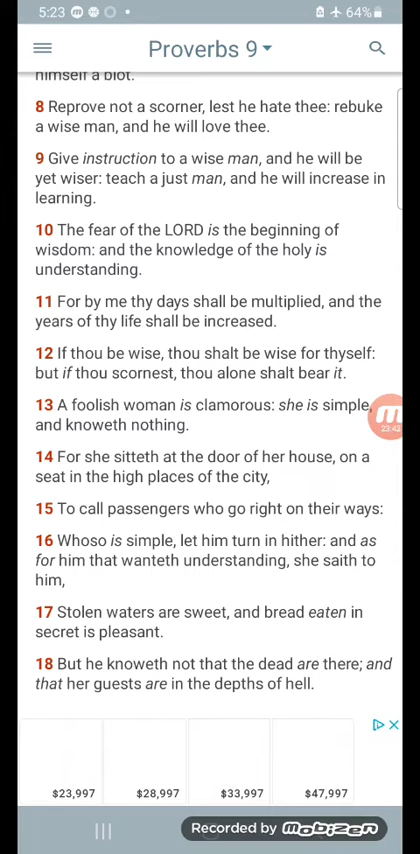 5:23 64%
Proverbs 9
himself a blot.
8 Reprove not a scorner, lest he hate thee: rebuke
a wise man, and he will love thee.
9 Give instruction to a wise man, and he will be
yet wiser: teach a just man, and he will increase in
learning.
10 The fear of the LORD is the beginning of
wisdom: and the knowledge of the holy is
understanding.
11 For by me thy days shall be multiplied, and the
years of thy life shall be increased.
12 If thou be wise, thou shalt be wise for thyself:
but if thou scornest, thou alone shalt bear it.
13 A foolish woman is clamorous: she is simple,
and knoweth nothing.
23:42
14 For she sitteth at the door of her house, on a
seat in the high places of the city,
15 To call passengers who go right on their ways:
16 Whoso is simple, let him turn in hither: and as
for him that wanteth understanding, she saith to
him,
17 Stolen waters are sweet, and bread eaten in
secret is pleasant.
18 But he knoweth not that the dead are there; and
that her guests are in the depths of hell.
$23,997 $28,997 $33,997 $47,997
Recorded by mobizen